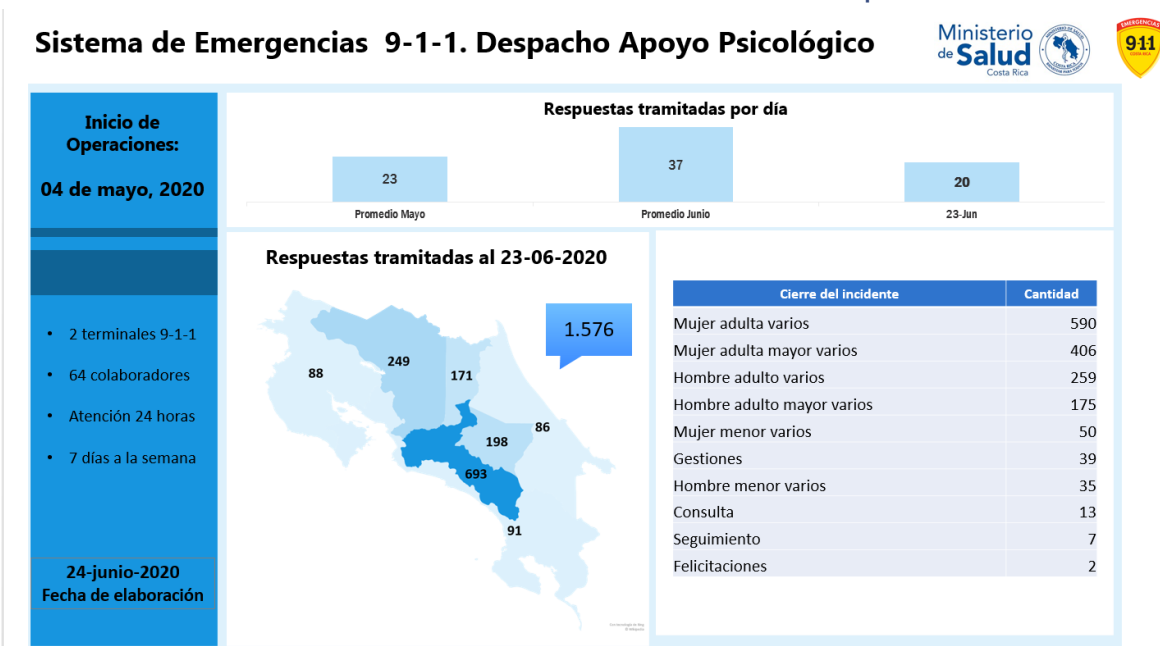 Sistema de Emergencias 9-1-1. Despacho Apoyo Psicológico
Ministerio
de Salud
Costa Rica
EMERGENCIAS
911
COSTA RICA
Inicio de
Operaciones:
04 de mayo, 2020
• 2 terminales 9-1-1
• 64 colaboradores
• Atención 24 horas
• 7 días a la semana
24-junio-2020
Fecha de elaboración
Respuestas tramitadas por día
23
37
20
Promedio Mayo
Promedio Junio
23-Jun
Respuestas tramitadas al 23-06-2020
1.576
88
249
171
86
198
693
91
Cierre del incidente Cantidad
Mujer adulta varios 590
Mujer adulta mayor varios 406
Hombre adulto varios 259
Hombre adulto mayor varios 175
Mujer menor varios 50
Gestiones 39
Hombre menor varios 35
Consulta 13
Seguimiento 7
Felicitaciones 2